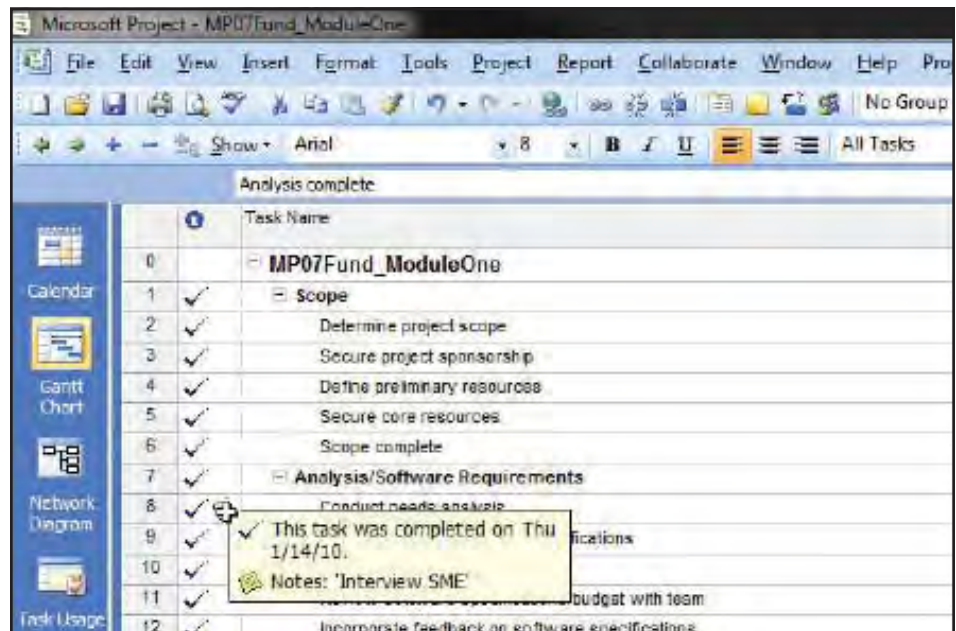 Microsoft Project - MP07Fund_ModuleOne
File Edit View Insert Format Tools Project Report Collaborate Window Help
No Group
Show Arial 8 B I U All Tasks
Analysis complete
Task Name
0 MP07Fund_ModuleOne
Calendar
1 Scope
2 Determine project scope
3 Secure project sponsorship
4 Define preliminary resources
Gantt Chart
5 Secure core resources
6 Scope complete
7 Analysis/Software Requirements
Network Diagram
8 Conduct needs analysis
9
This task was completed on Thu 1/14/10.
10
Notes: 'Interview SME'
11 budget with team
Task Usage
12 Incorporate feedback on software specifications